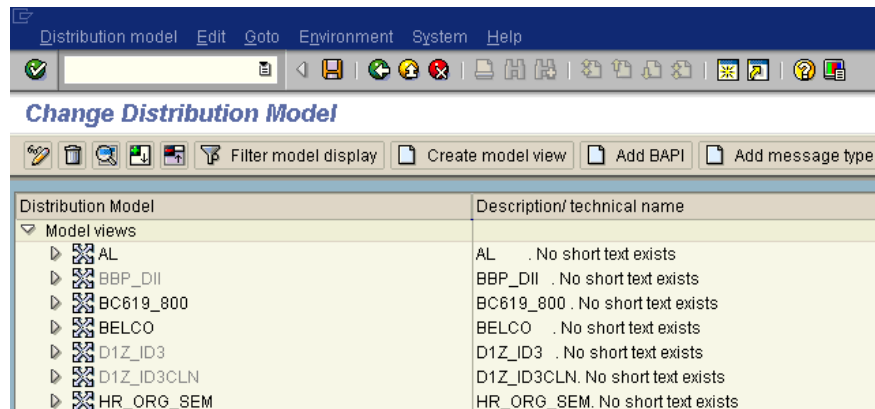 Distribution model Edit Goto Environment System Help
Change Distribution Model
Filter model display Create model view Add BAPI Add message type
Distribution Model Description/ technical name
Model views
AL AL . No short text exists
BBP_DII BBP_DII . No short text exists
BC619_800 BC619_800 . No short text exists
BELCO BELCO . No short text exists
D1Z_ID3 D1Z_ID3 . No short text exists
D1Z_ID3CLN D1Z_ID3CLN. No short text exists
HR_ORG_SEM HR_ORG_SEM. No short text exists